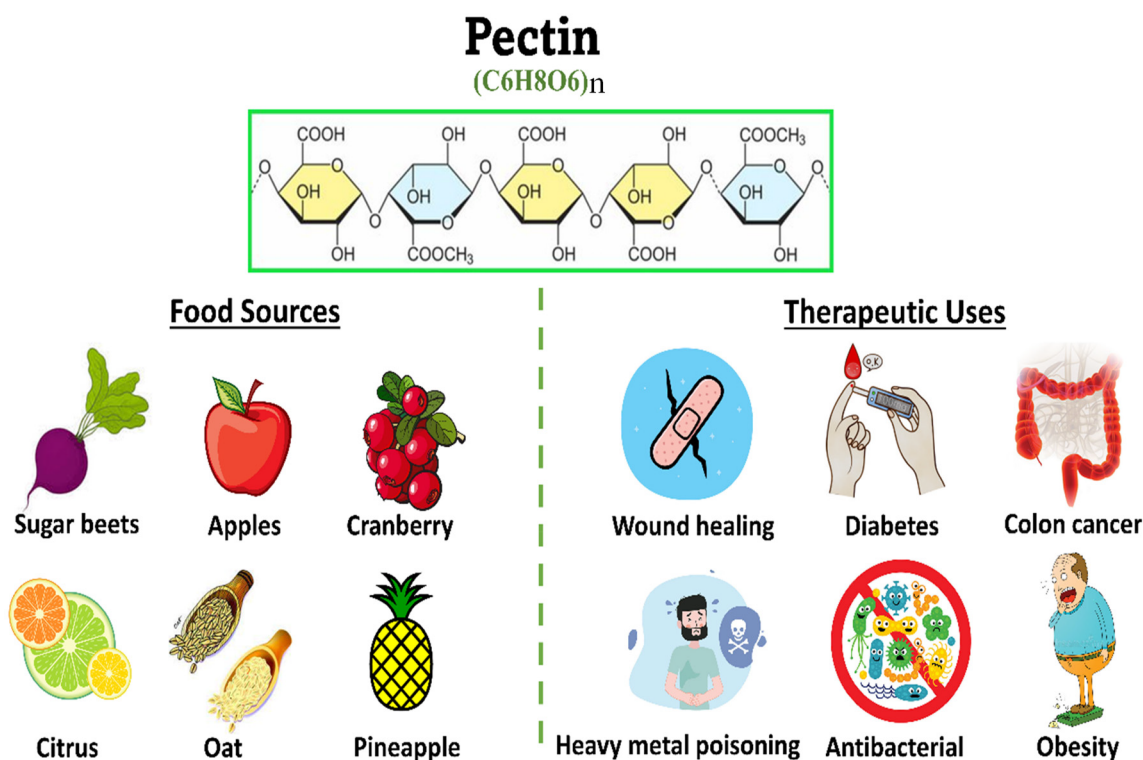 Pectin
(C6H8O6)n
COOH OH COOH OH COOCH3
O O O O O O O
OH OH OH OH OH
O O O O
OH COOCH3 OH COOH OH
Food Sources
Therapeutic Uses
O.K
Sugar beets Apples Cranberry
Wound healing Diabetes Colon cancer
Citrus Oat Pineapple
Heavy metal poisoning Antibacterial Obesity